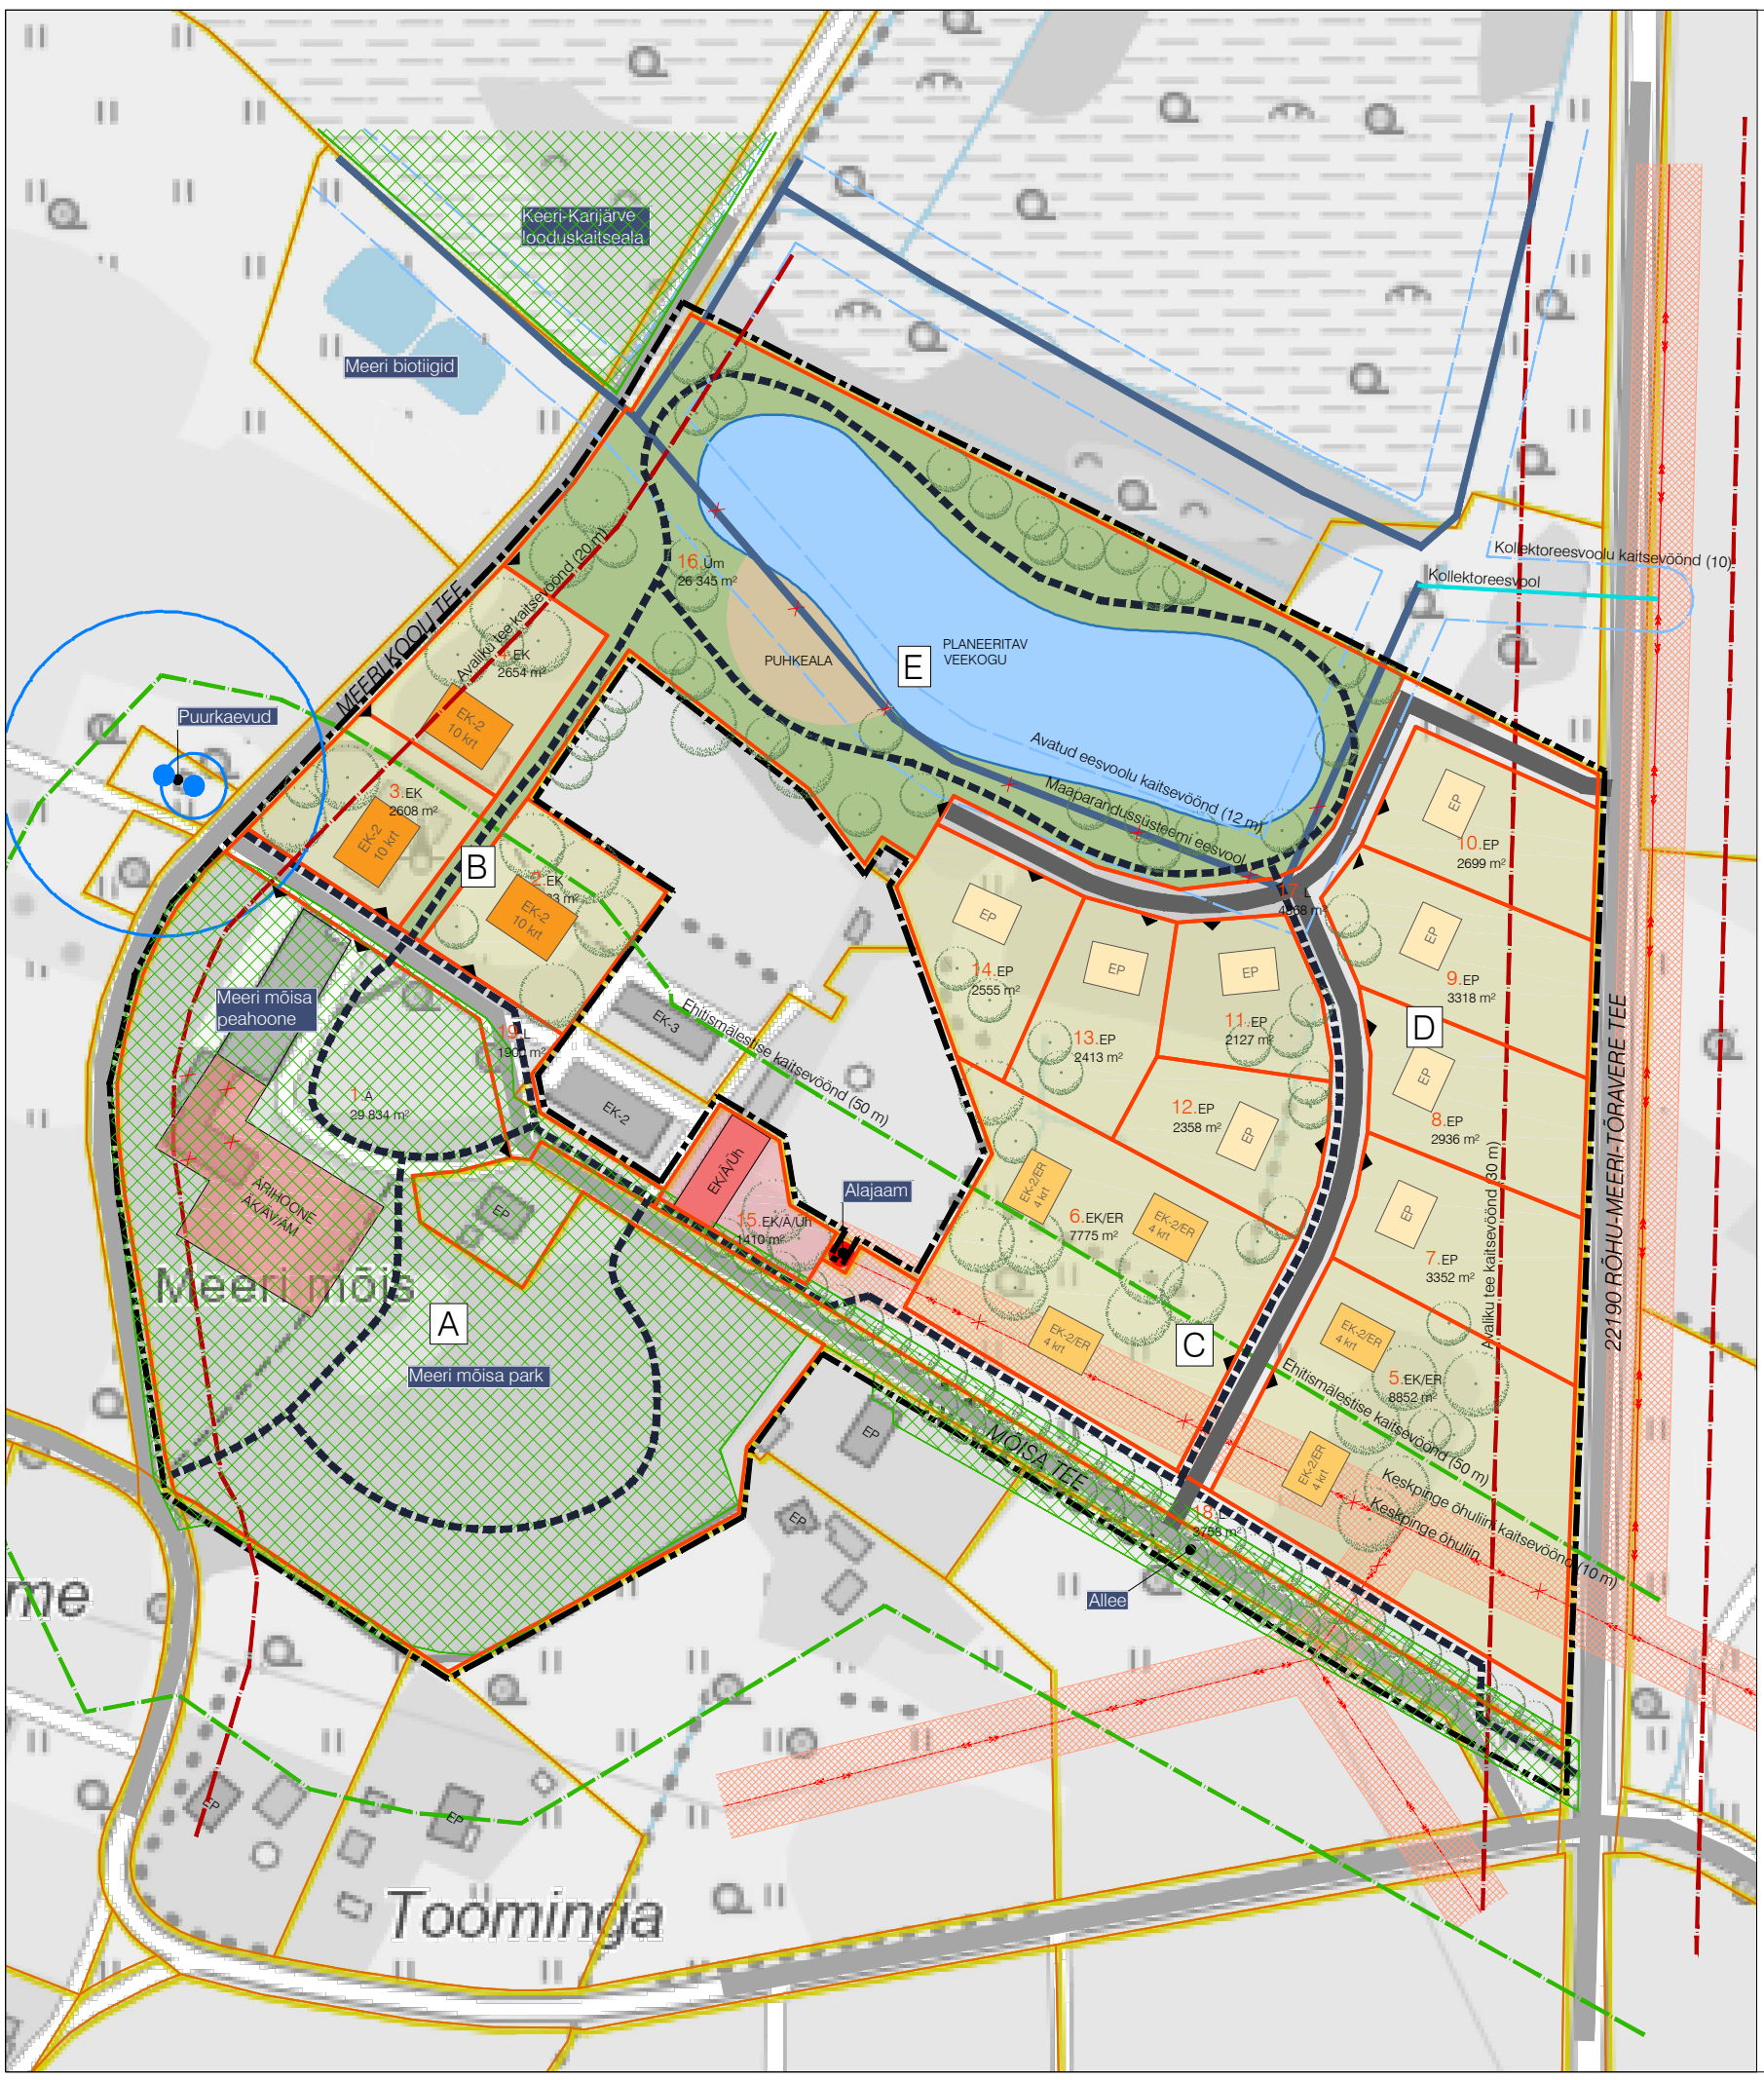 Keeri-Karijärve
looduskaitseala
Meeri biotiigid
Kollektoreesvoolu kaitsevöönd (10)
Kollektoreesvool
16.Üm
26 345 m²
PUHKEALA
PLANEERITAV
VEEKOGU
E
MEERI KOOLI TEE
Avaliku tee kaitsevöönd (20 m)
4.EK
2654 m²
EK-2
10 krt
Puurkaevud
3.EK
2608 m²
EK-2
10 krt
B
2.EK
EK-2
10 krt
Avatud eesvoolu kaitsevöönd (12 m)
Maaparandussüsteemi eesvool
EP
10.EP
2699 m²
17.L
EP
EP
9.EP
3318 m²
14.EP
2555 m²
EP
EP
11.EP
2127 m²
13.EP
2413 m²
D
22190 RÕHU-MEERI-TÕRAVERE TEE
Meeri mõisa
peahoone
EK-3
Ehitismälestise kaitsevöönd (50 m)
19.L
EK-2
1.A
29 834 m²
12.EP
2358 m²
EP
EP
8.EP
2936 m²
EK/Ä/Üh
Alajaam
ÄRIHOONE
ÄK/ÄV/ÄM
EP
15.EK/Ä/Üh
1410 m²
EK-2/ER
4 krt
6.EK/ER
7775 m²
EK-2/ER
4 krt
EP
7.EP
3352 m²
Avaliku tee kaitsevöönd (30 m)
Meeri mõis
A
EK-2/ER
4 krt
C
EK-2/ER
4 krt
Meeri mõisa park
5.EK/ER
8852 m²
Ehitismälestise kaitsevöönd (50 m)
EP
MÕISA TEE
EK-2/ER
4 krt
Keskpinge õhuliini kaitsevöönd (10 m)
Keskpinge õhuliin
EP
18.L
3758 m²
Allee
me
EP
EP
Toominga